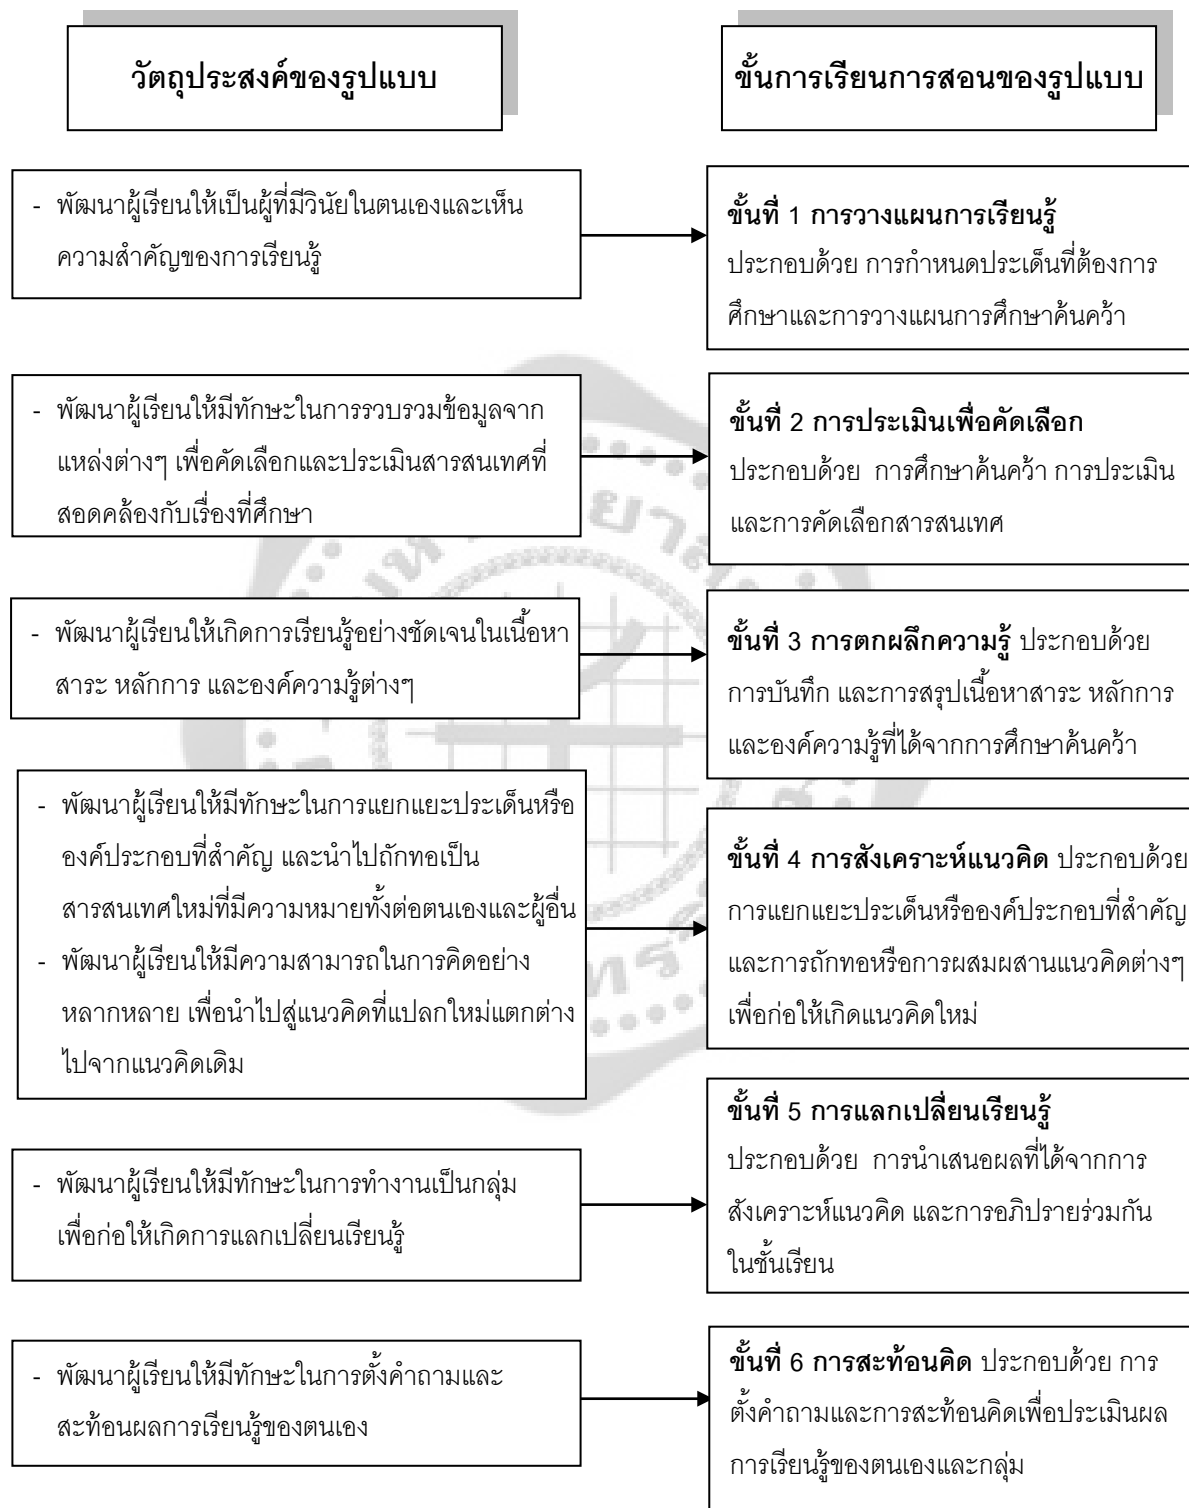 วัตถุประสงค์ของรูปแบบ
ขั้นการเรียนการสอนของรูปแบบ
- พัฒนาผู้เรียนให้เป็นผู้ที่มีวินัยในตนเองและเห็น
ความสำคัญของการเรียนรู้
ขั้นที่ 1 การวางแผนการเรียนรู้
ประกอบด้วย การกำหนดประเด็นที่ต้องการ
ศึกษาและการวางแผนการศึกษาค้นคว้า
- พัฒนาผู้เรียนให้มีทักษะในการรวบรวมข้อมูลจาก
แหล่งต่างๆ เพื่อคัดเลือกและประเมินสารสนเทศที่
สอดคล้องกับเรื่องที่ศึกษา
ขั้นที่ 2 การประเมินเพื่อคัดเลือก
ประกอบด้วย การศึกษาค้นคว้า การประเมิน
และการคัดเลือกสารสนเทศ
- พัฒนาผู้เรียนให้เกิดการเรียนรู้อย่างชัดเจนในเนื้อหา
สาระ หลักการ และองค์ความรู้ต่างๆ
ขั้นที่ 3 การตกผลึกความรู้ ประกอบด้วย
การบันทึก และการสรุปเนื้อหาสาระ หลักการ
และองค์ความรู้ที่ได้จากการศึกษาค้นคว้า
- พัฒนาผู้เรียนให้มีทักษะในการแยกแยะประเด็นหรือ
องค์ประกอบที่สำคัญ และนำไปถักทอเป็น
สารสนเทศใหม่ที่มีความหมายทั้งต่อตนเองและผู้อื่น
- พัฒนาผู้เรียนให้มีความสามารถในการคิดอย่าง
หลากหลาย เพื่อนำไปสู่แนวคิดที่แปลกใหม่แตกต่าง
ไปจากแนวคิดเดิม
ขั้นที่ 4 การสังเคราะห์แนวคิด ประกอบด้วย
การแยกแยะประเด็นหรือองค์ประกอบที่สำคัญ
และการถักทอหรือการผสมผสานแนวคิดต่างๆ
เพื่อก่อให้เกิดแนวคิดใหม่
- พัฒนาผู้เรียนให้มีทักษะในการทำงานเป็นกลุ่ม
เพื่อก่อให้เกิดการแลกเปลี่ยนเรียนรู้
ขั้นที่ 5 การแลกเปลี่ยนเรียนรู้
ประกอบด้วย การนำเสนอผลที่ได้จากการ
สังเคราะห์แนวคิด และการอภิปรายร่วมกัน
ในชั้นเรียน
- พัฒนาผู้เรียนให้มีทักษะในการตั้งคำถามและ
สะท้อนผลการเรียนรู้ของตนเอง
ขั้นที่ 6 การสะท้อนคิด ประกอบด้วย การ
ตั้งคำถามและการสะท้อนคิดเพื่อประเมินผล
การเรียนรู้ของตนเองและกลุ่ม